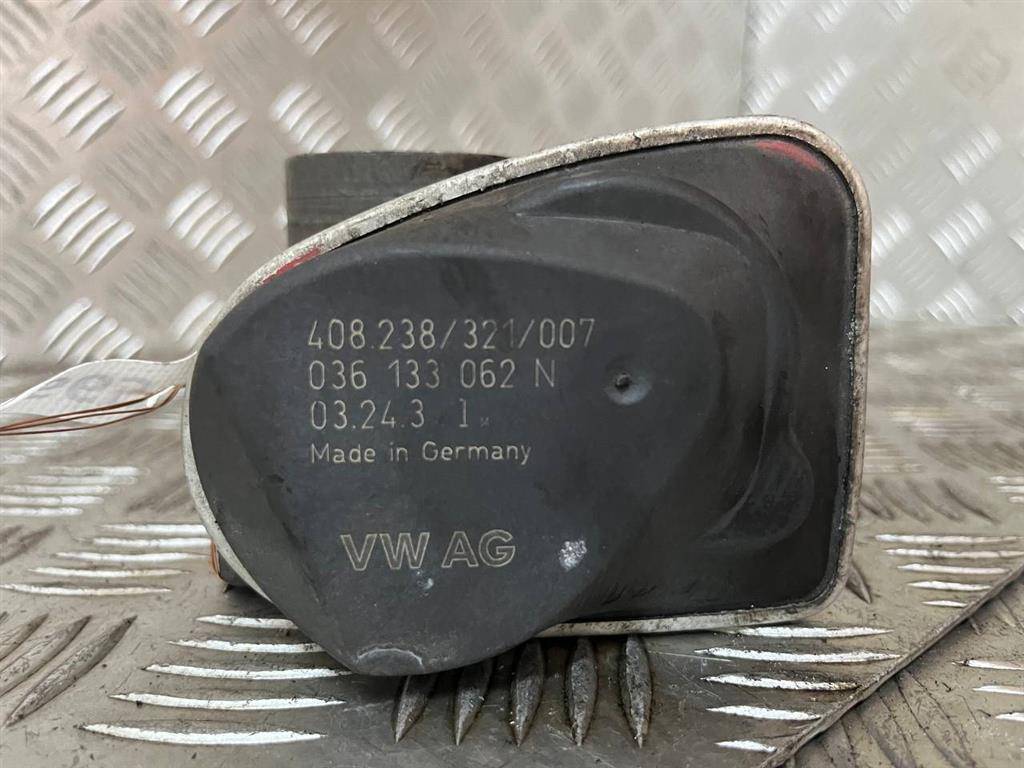 408.238/321/007
036 133 062 N
03.24.3 1
Made in Germany
VW AG